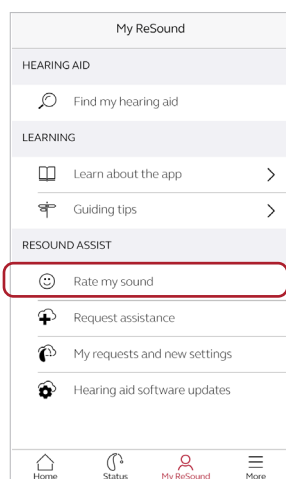 My ReSound
HEARING AID
Find my hearing aid
LEARNING
Learn about the app
Guiding tips
RESOUND ASSIST
Rate my sound
Request assistance
My requests and new settings
Hearing aid software updates
Home Status My ReSound More